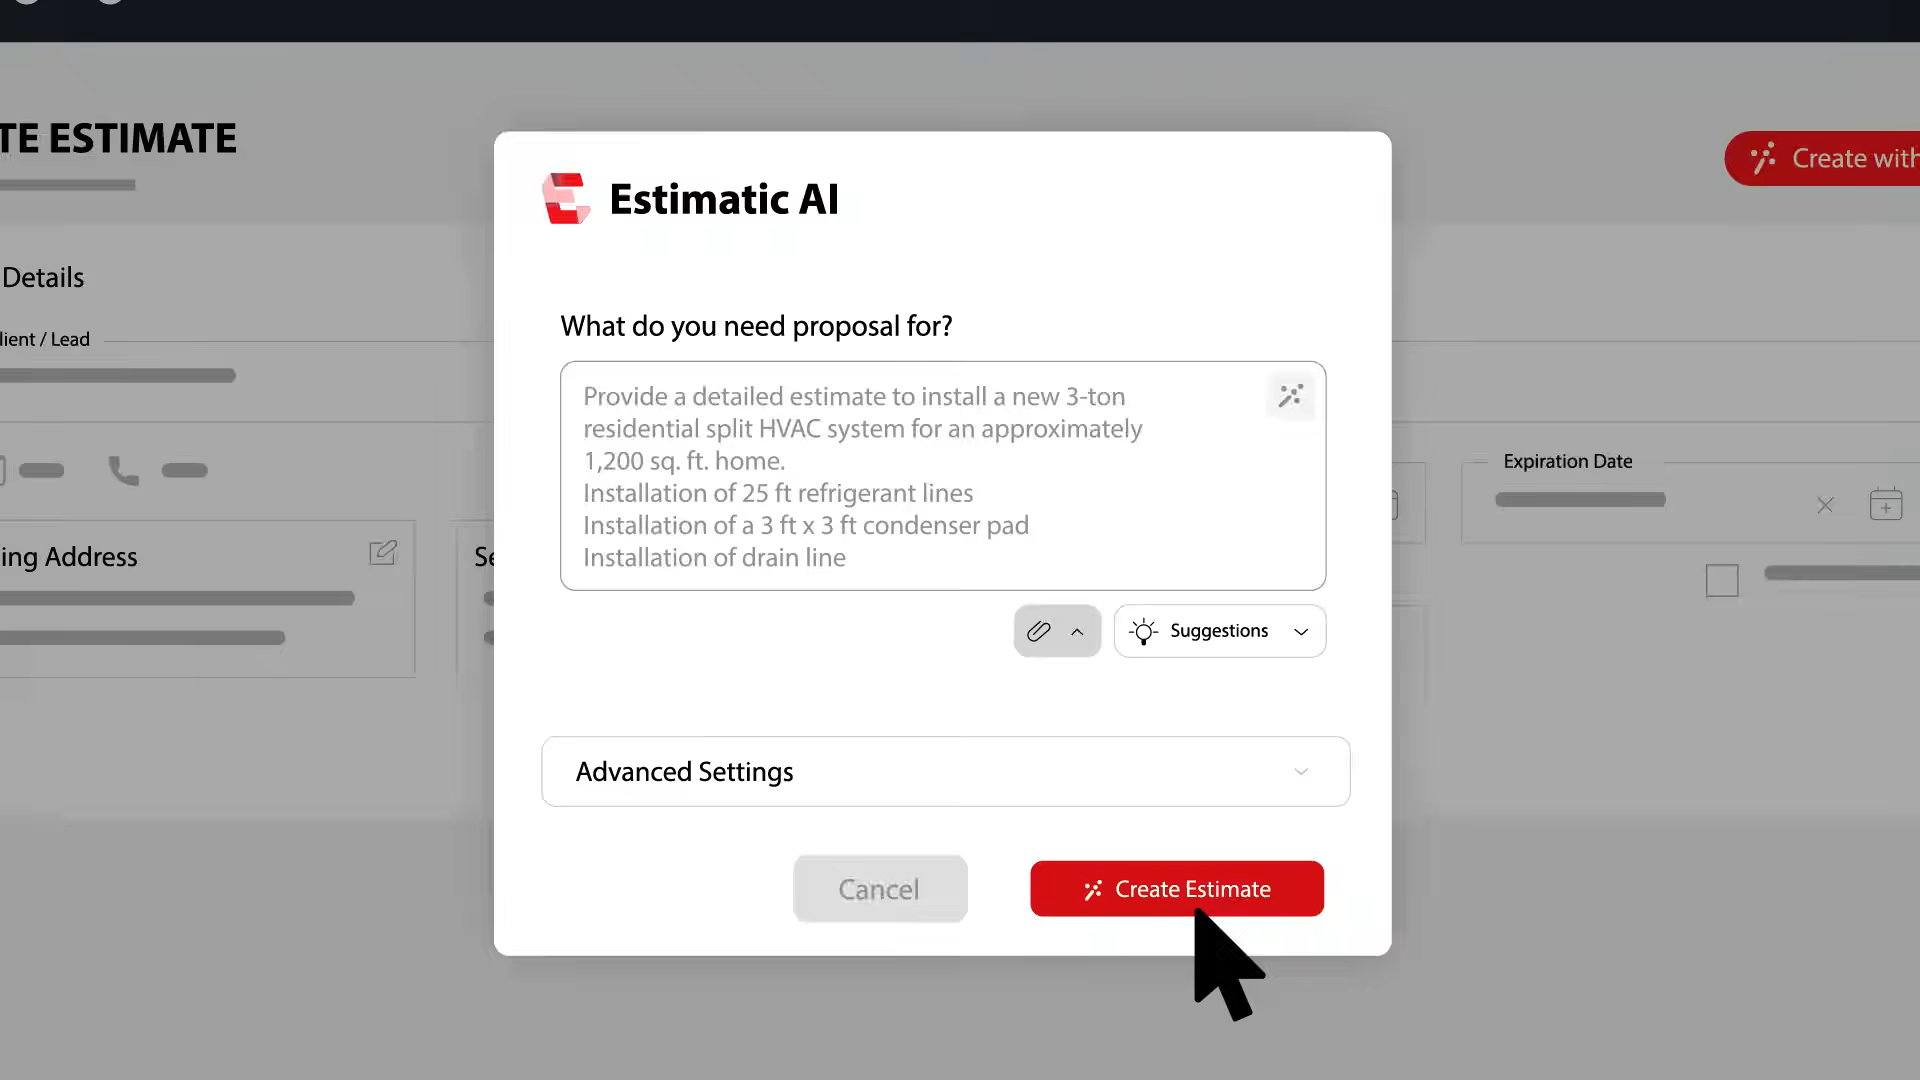 TE ESTIMATE
Create with
Details
lient / Lead
ing Address
Se
Expiration Date
Estimatic AI
What do you need proposal for?
Provide a detailed estimate to install a new 3-ton
residential split HVAC system for an approximately
1,200 sq. ft. home.
Installation of 25 ft refrigerant lines
Installation of a 3 ft x 3 ft condenser pad
Installation of drain line
Suggestions
Advanced Settings
Cancel
Create Estimate